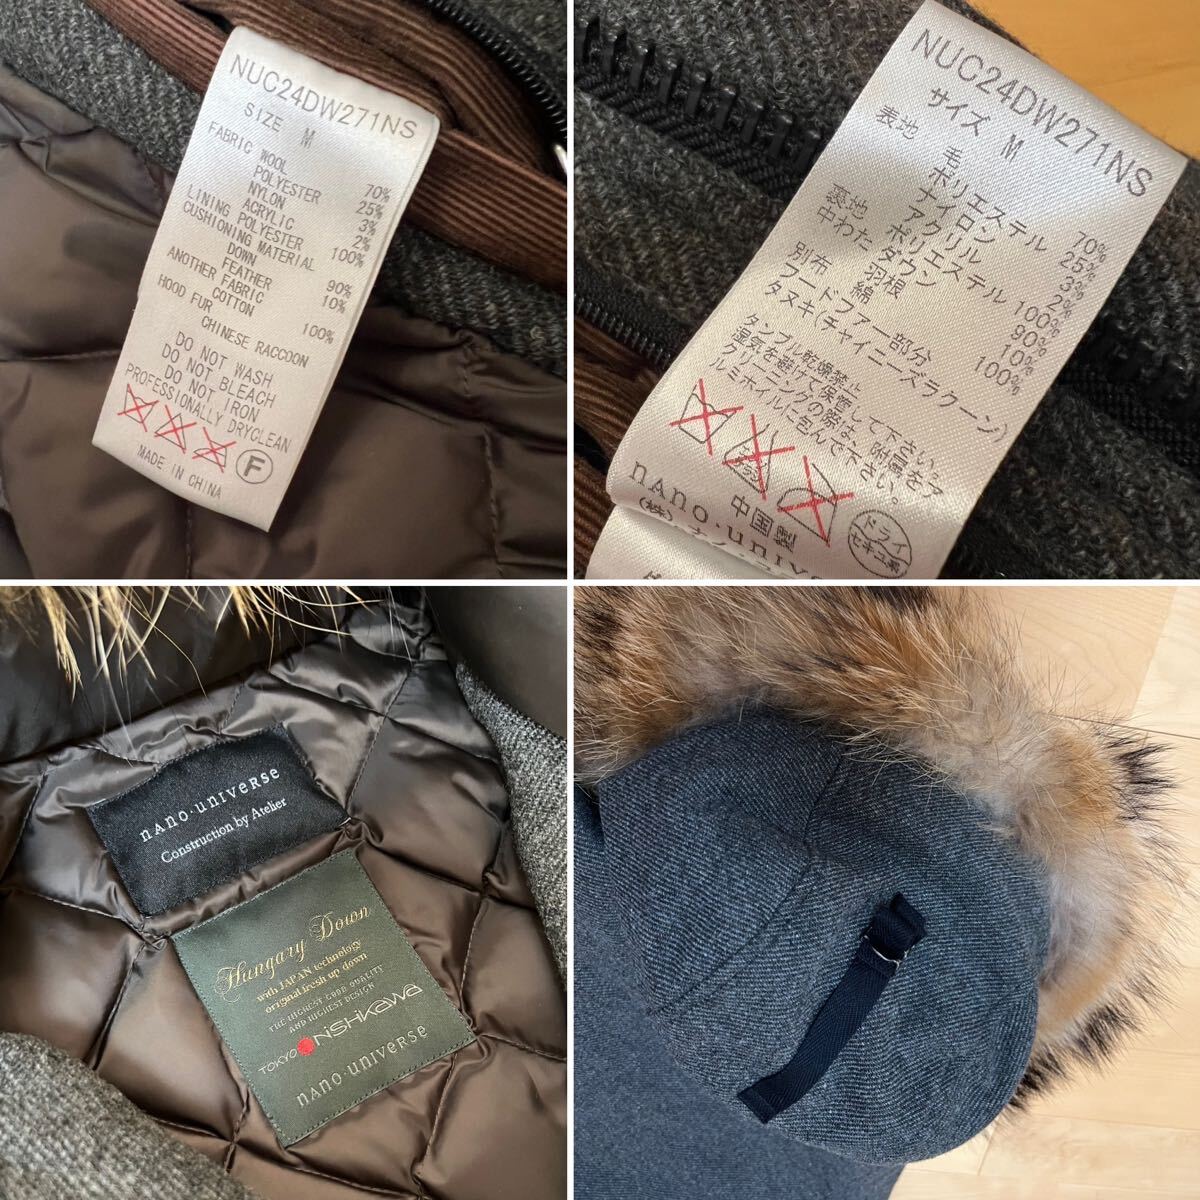 NUC24DW271NS
SIZE M
FABRIC WOOL 70%
POLYESTER 25%
NYLON 3%
ACRYLIC 2%
LINING POLYESTER 100%
CUSHIONING MATERIAL
DOWN 90%
FEATHER 10%
ANOTHER FABRIC
COTTON 100%
HOOD FUR
CHINESE RACCOON
DO NOT WASH
DO NOT BLEACH
DO NOT IRON
PROFESSIONALLY DRYCLEAN
F
MADE IN CHINA
NUC24DW271NS
サイズ M
表地 毛 70%
ポリエステル 25%
ナイロン 3%
アクリル 2%
裏地 ポリエステル 100%
中わた ダウン 90%
羽根 10%
別布 綿 100%
フードファー部分
タヌキ(チャイニーズラクーン)
タンブル乾燥禁止
湿気を避けて保管して下さい。
クリーニングの際は、附属をア
ルミホイルに包んで下さい。
ドライ
セキユ系
中国製
nano·universe
nano·universe
Construction by Atelier
Hungary Down
with JAPAN technology
original fresh up down
THE HIGHEST GOOD QUALITY
AND HIGHEST DESIGN
TOKYO nishikawa
nano·universe